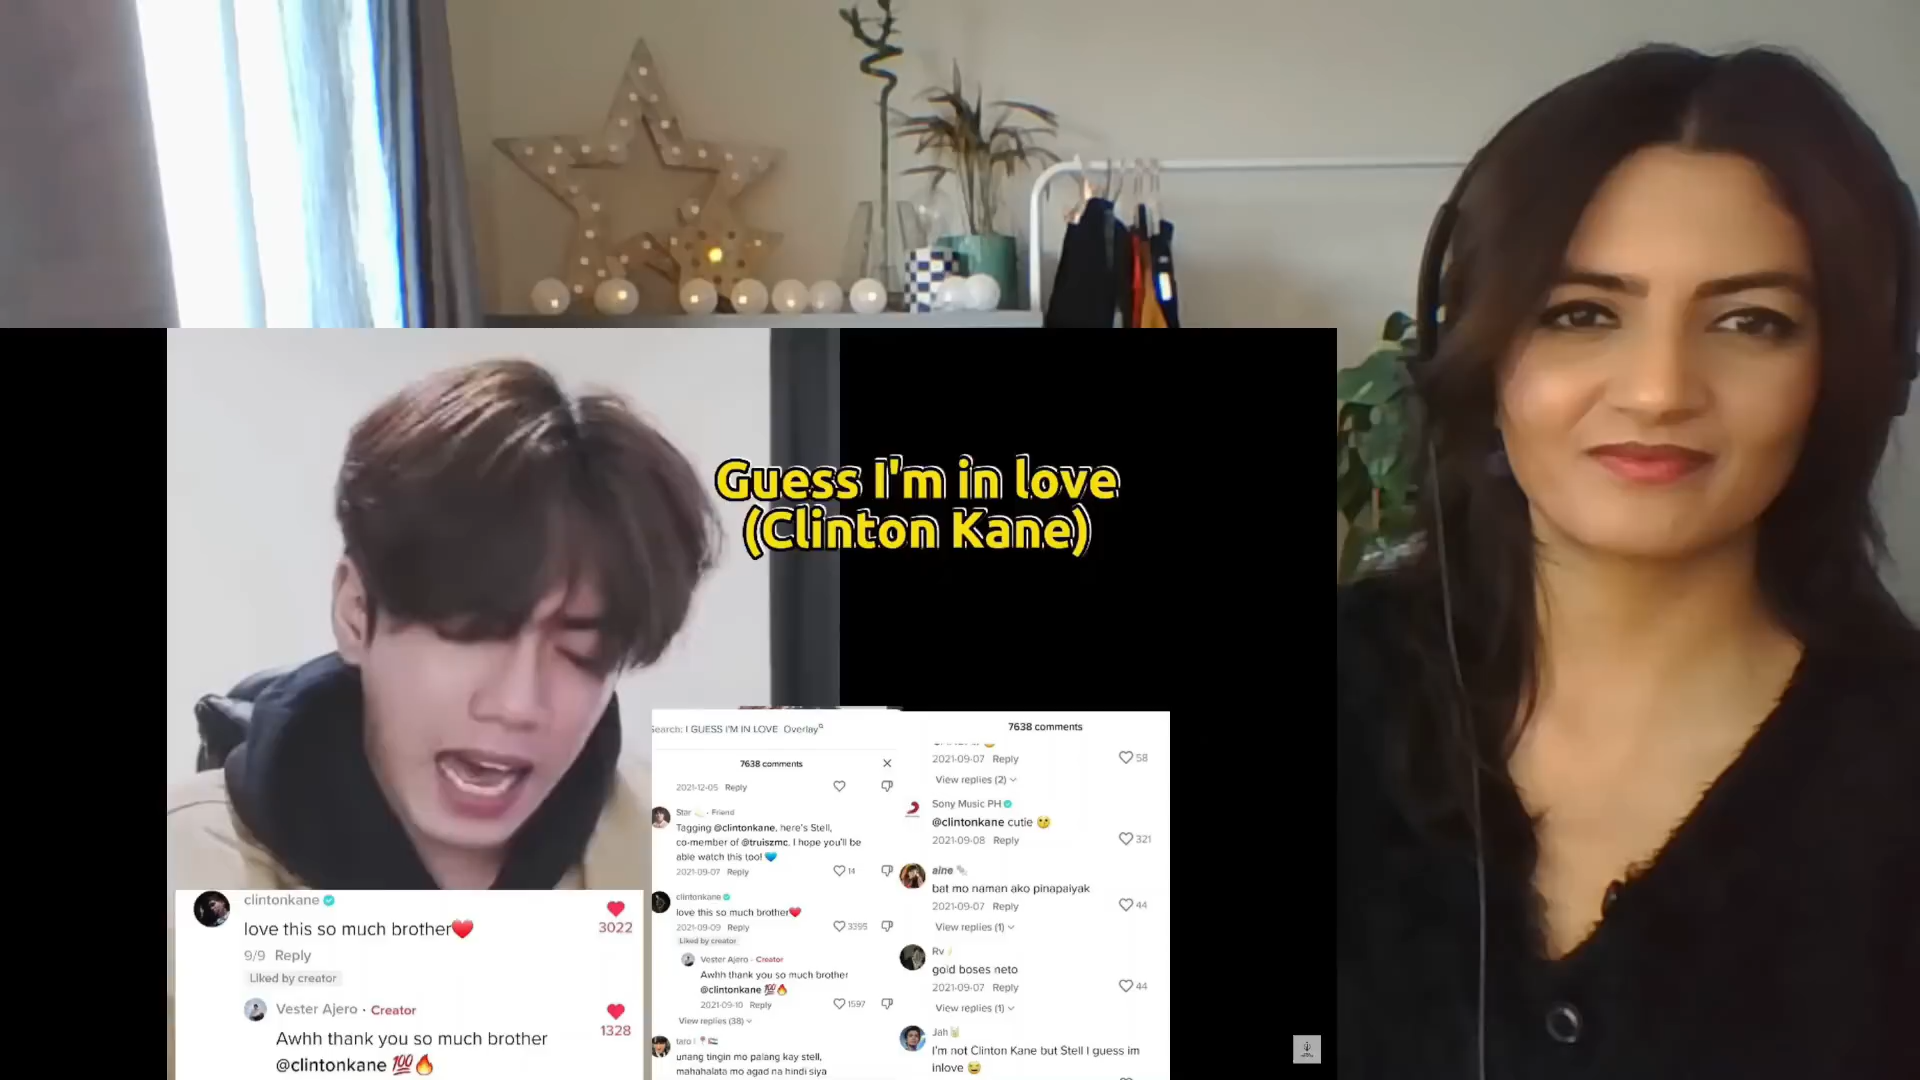 Guess I'm in love
(Clinton Kane)
clintonkane
love this so much brother❤️
3022
9/9 Reply
Liked by creator
Vester Ajero · Creator
Awhh thank you so much brother
@clintonkane 💯🔥
1328
Search: I GUESS I'M IN LOVE Overlay
7638 comments
2021-12-05 Reply
Star · Friend
Tagging @clintonkane, here's Stell,
co-member of @truiszmc. I hope you'll be
able watch this too! 💙
2021-09-07 Reply
14
clintonkane
love this so much brother❤️
2021-09-09 Reply
3395
Liked by creator
Vester Ajero · Creator
Awhh thank you so much brother
@clintonkane 💯🔥
2021-09-10 Reply
1597
View replies (38)
taro
unang tingin mo palang kay stell,
mahahalata mo agad na hindi siya
7638 comments
2021-09-07 Reply
58
View replies (2)
Sony Music PH
@clintonkane cutie
2021-09-08 Reply
321
aine
bat mo naman ako pinapaiyak
2021-09-07 Reply
44
View replies (1)
Rv
gold boses neto
2021-09-07 Reply
44
View replies (1)
Jah
I'm not Clinton Kane but Stell I guess im
inlove 😂